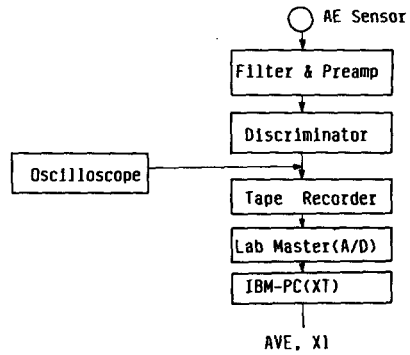 AE Sensor
Filter & Preamp
Discriminator
Oscilloscope
Tape Recorder
Lab Master(A/D)
IBM-PC(XT)
AVE, X1